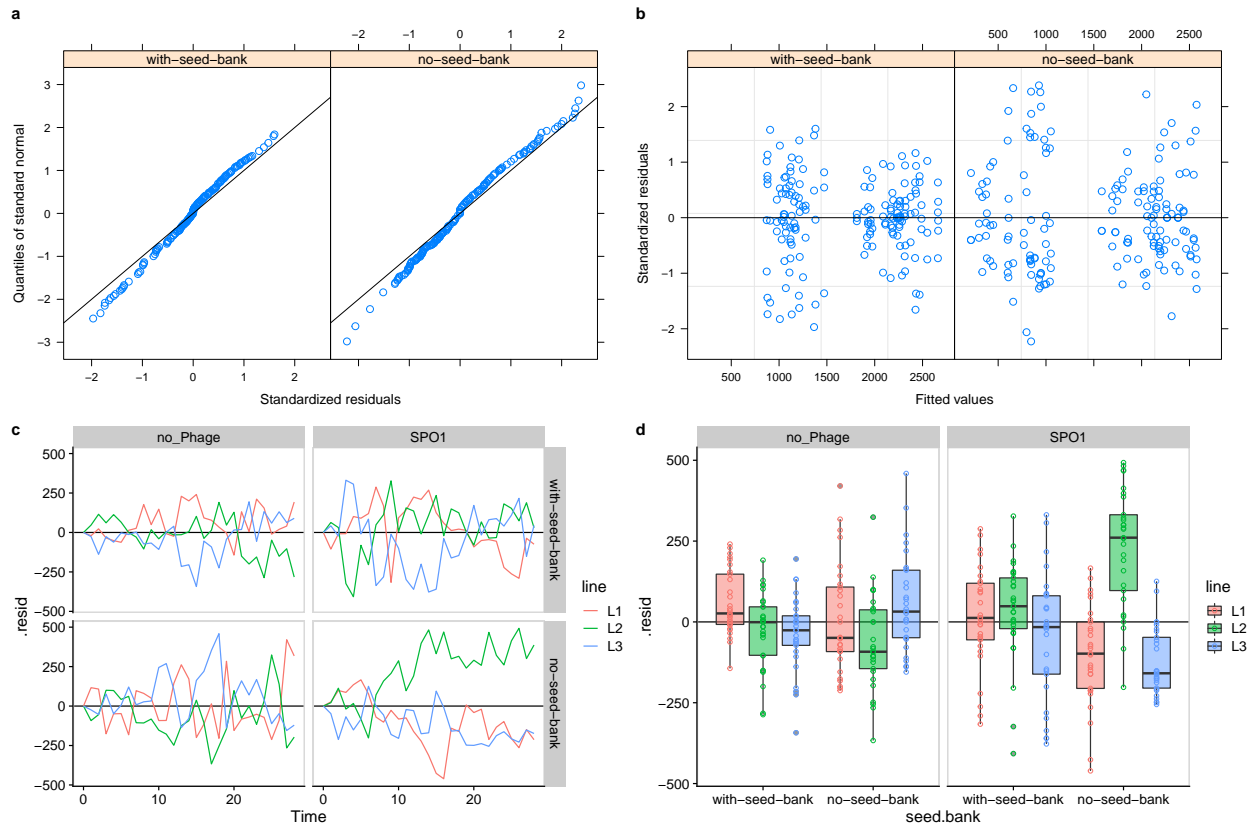 a
−2 −1 0 1 2
with−seed−bank no−seed−bank
3
2
1
0
−1
−2
−3
Quantiles of standard normal
−2 −1 0 1 2
Standardized residuals
b
500 1000 1500 2000 2500
with−seed−bank no−seed−bank
2
1
0
−1
−2
Standardized residuals
500 1000 1500 2000 2500
Fitted values
c
no_Phage SPO1
500
250
0
−250
−500
with−seed−bank
500
250
0
−250
−500
no−seed−bank
.resid
0 10 20 0 10 20
Time
line
L1
L2
L3
d
no_Phage SPO1
500
250
0
−250
−500
.resid
with−seed−bank no−seed−bank with−seed−bank no−seed−bank
seed.bank
line
L1
L2
L3